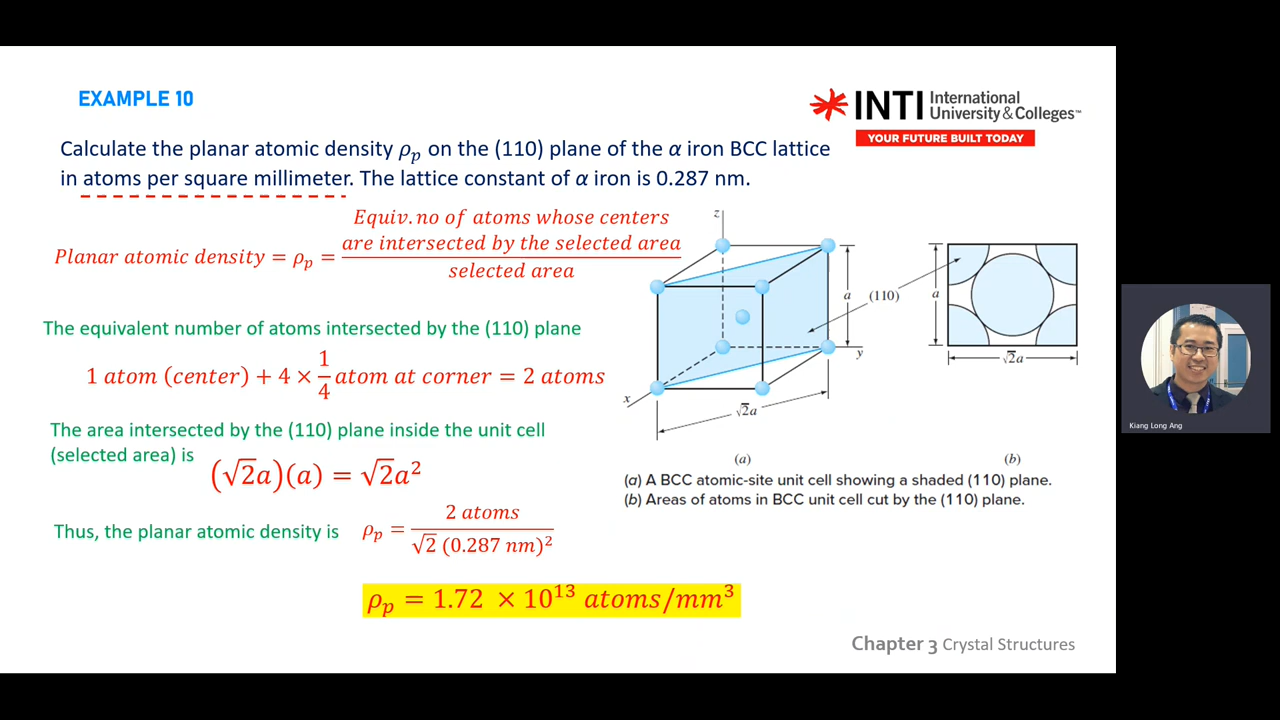 EXAMPLE 10
INTI International
University & Colleges™
YOUR FUTURE BUILT TODAY
Calculate the planar atomic density ρₚ on the (110) plane of the α iron BCC lattice
in atoms per square millimeter. The lattice constant of α iron is 0.287 nm.
Equiv. no of atoms whose centers
are intersected by the selected area
Planar atomic density = ρₚ =
selected area
The equivalent number of atoms intersected by the (110) plane
1 atom (center) + 4 × 1/4 atom at corner = 2 atoms
The area intersected by the (110) plane inside the unit cell
(selected area) is
(√2a)(a) = √2a²
Thus, the planar atomic density is
ρₚ = 2 atoms / √2 (0.287 nm)²
ρₚ = 1.72 × 10¹³ atoms/mm³
z
a
(110)
a
y
√2a
x
√2a
(a)
(b)
(a) A BCC atomic-site unit cell showing a shaded (110) plane.
(b) Areas of atoms in BCC unit cell cut by the (110) plane.
Kiang Long Ang
Chapter 3 Crystal Structures